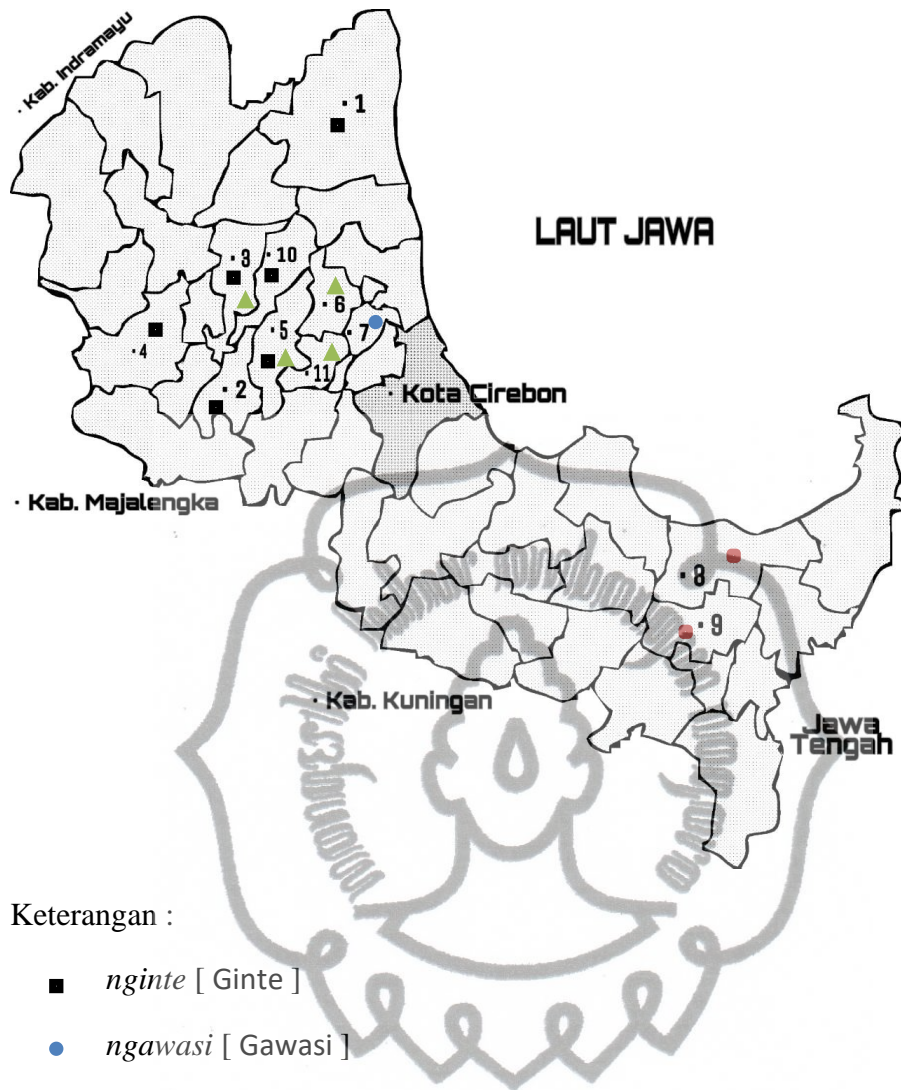 · Kab. Indramayu
· 1
LAUT JAWA
· 3
· 10
· 6
· 5
· 7
· 4
· 11
· 2
· Kota Cirebon
· Kab. Majalengka
· 8
· 9
· Kab. Kuningan
Jawa
Tengah
Keterangan :
nginte [ Ginte ]
ngawasi [ Gawasi ]